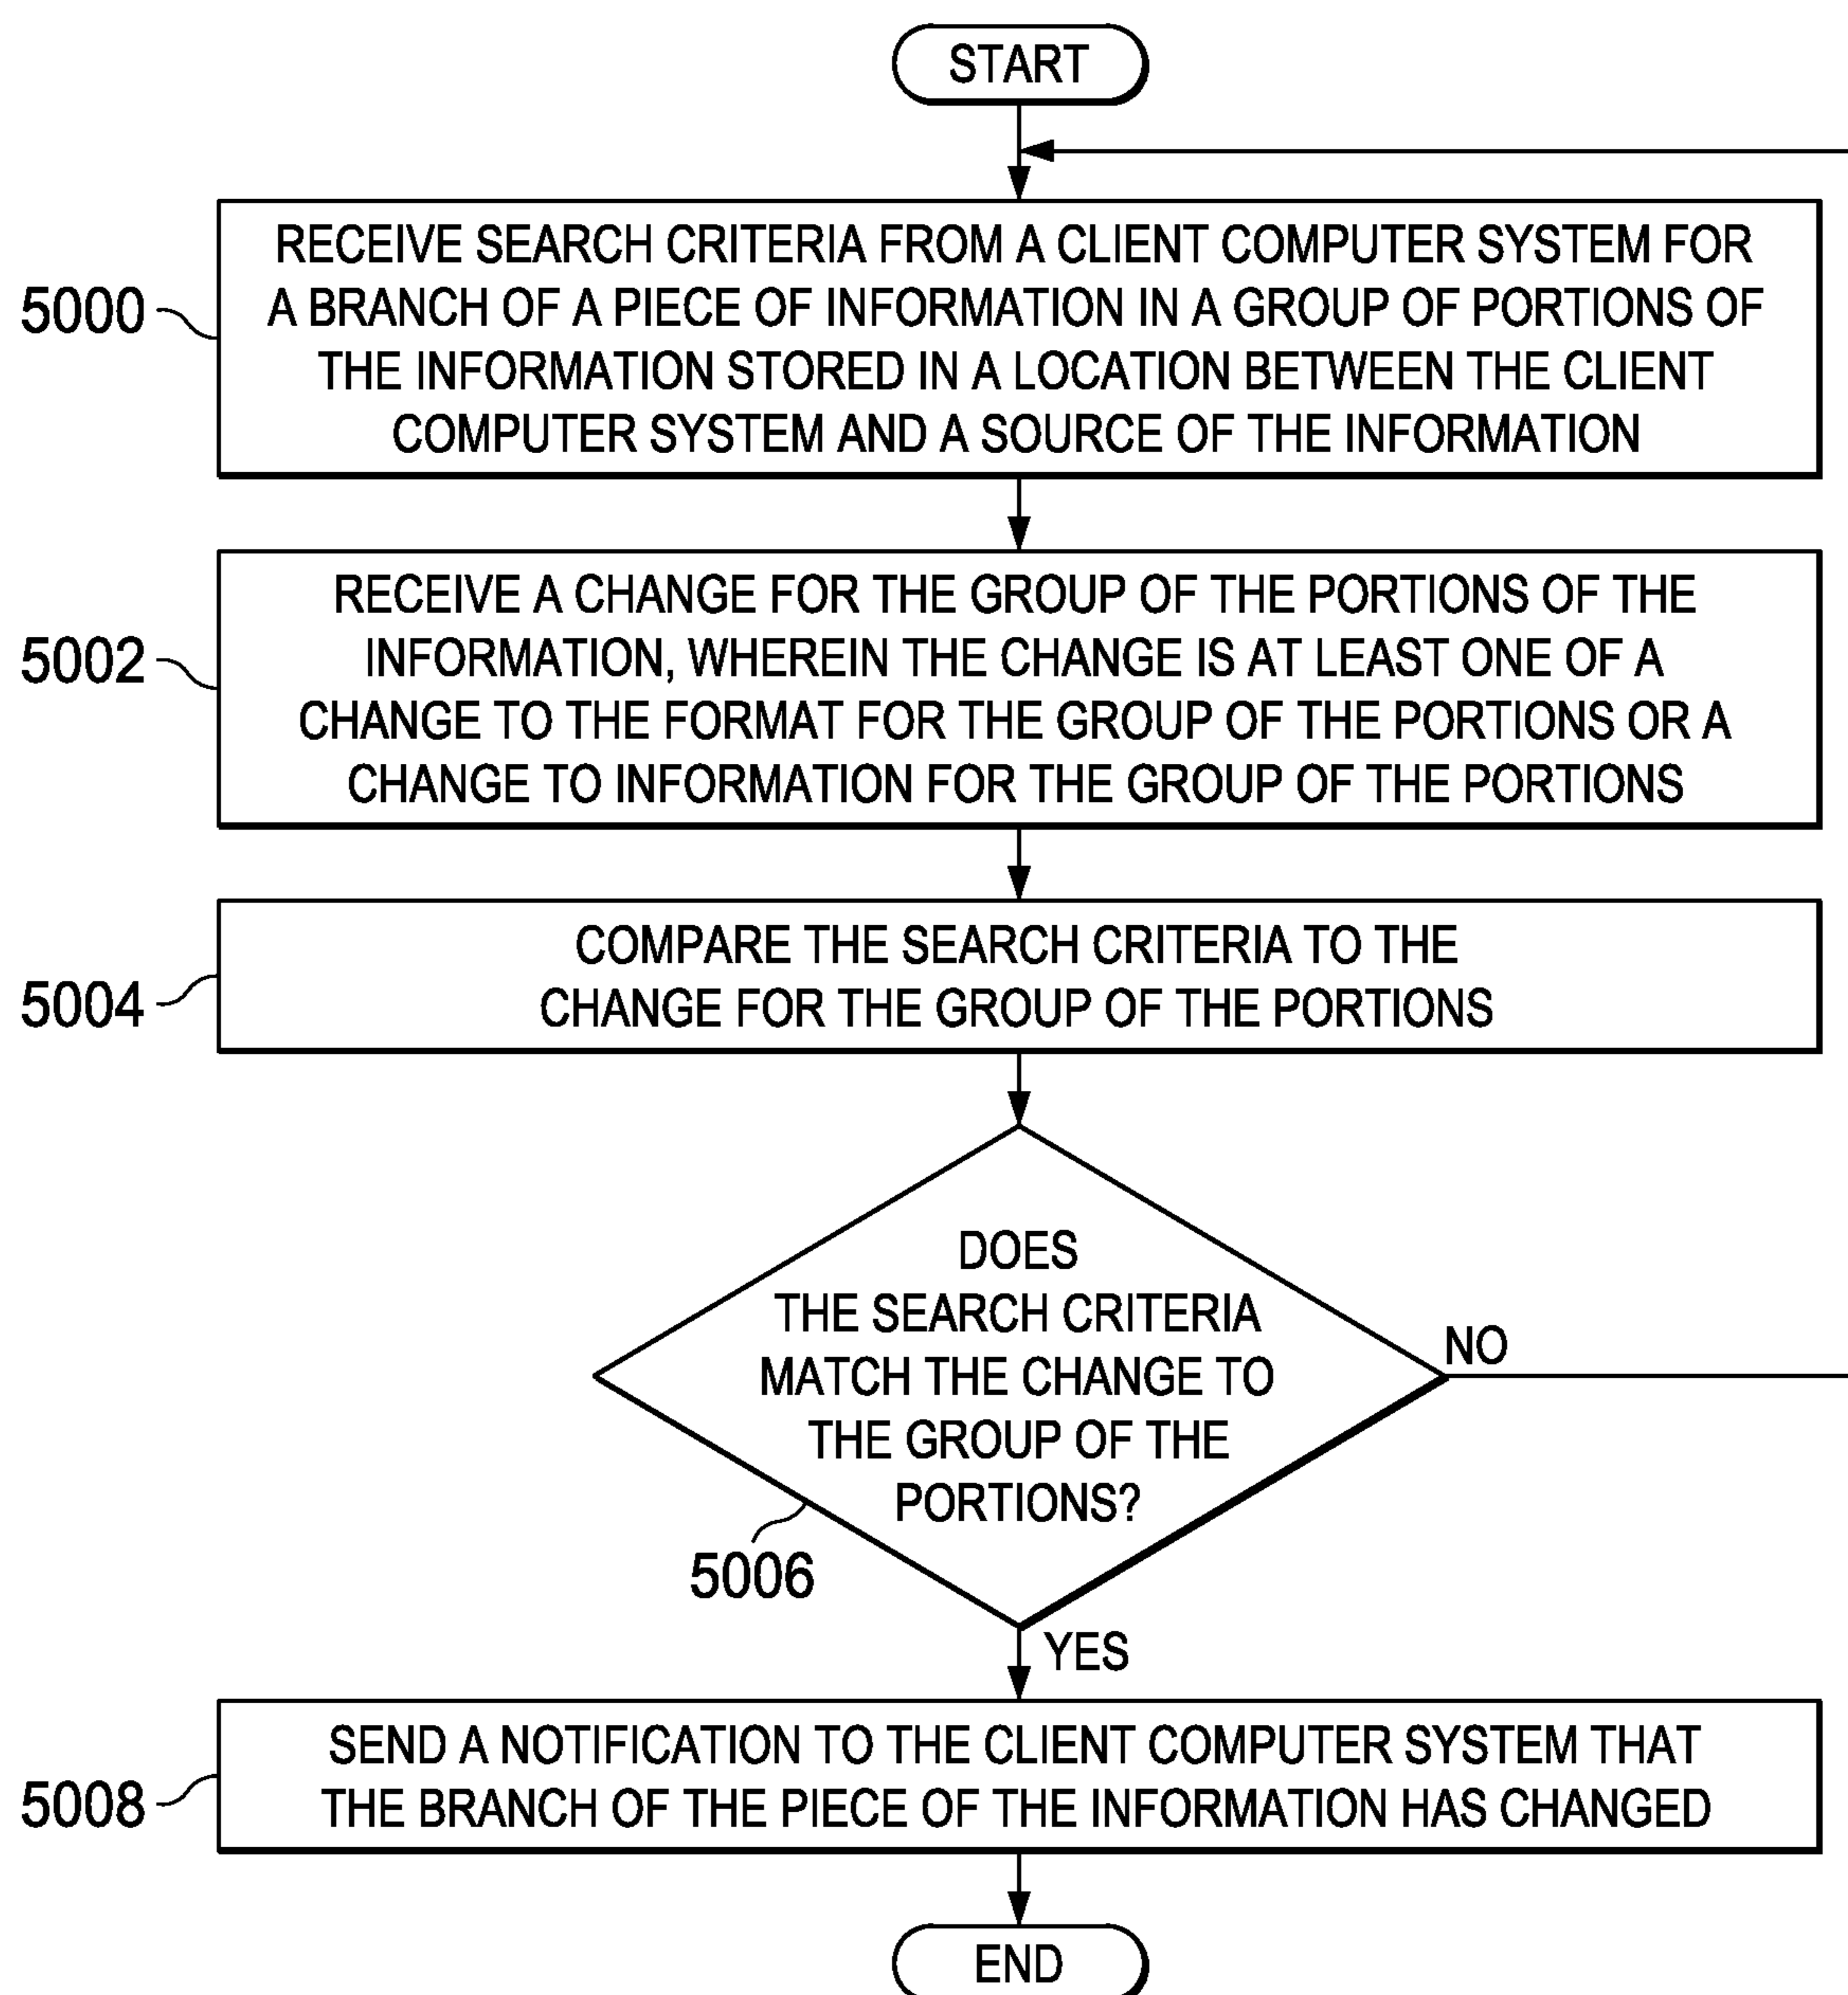 START
RECEIVE SEARCH CRITERIA FROM A CLIENT COMPUTER SYSTEM FOR
A BRANCH OF A PIECE OF INFORMATION IN A GROUP OF PORTIONS OF
THE INFORMATION STORED IN A LOCATION BETWEEN THE CLIENT
COMPUTER SYSTEM AND A SOURCE OF THE INFORMATION
5000
RECEIVE A CHANGE FOR THE GROUP OF THE PORTIONS OF THE
INFORMATION, WHEREIN THE CHANGE IS AT LEAST ONE OF A
CHANGE TO THE FORMAT FOR THE GROUP OF THE PORTIONS OR A
CHANGE TO INFORMATION FOR THE GROUP OF THE PORTIONS
5002
COMPARE THE SEARCH CRITERIA TO THE
CHANGE FOR THE GROUP OF THE PORTIONS
5004
DOES
THE SEARCH CRITERIA
MATCH THE CHANGE TO
THE GROUP OF THE
PORTIONS?
NO
5006
YES
SEND A NOTIFICATION TO THE CLIENT COMPUTER SYSTEM THAT
THE BRANCH OF THE PIECE OF THE INFORMATION HAS CHANGED
5008
END